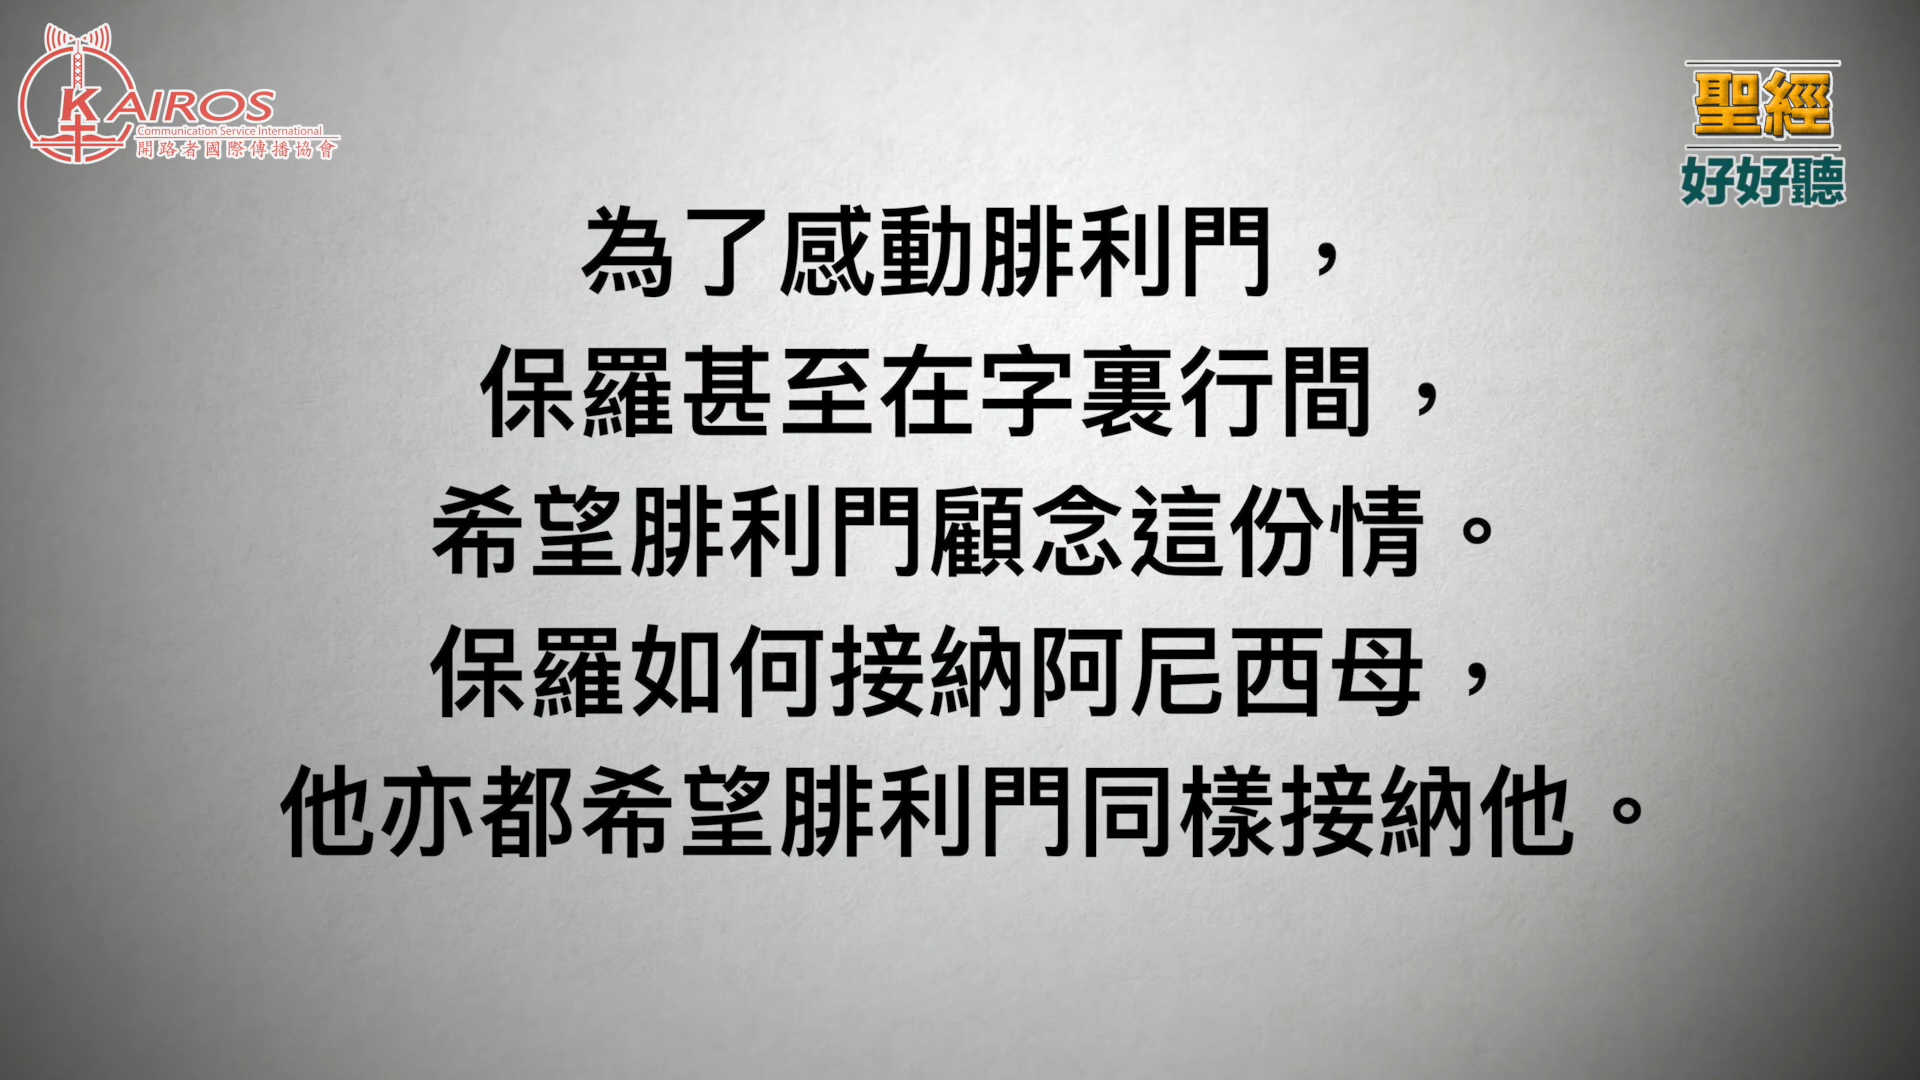 KAIROS
Communication Service International
開路者國際傳播協會
聖經
好好聽
為了感動腓利門，
保羅甚至在字裏行間，
希望腓利門顧念這份情。
保羅如何接納阿尼西母，
他亦都希望腓利門同樣接納他。